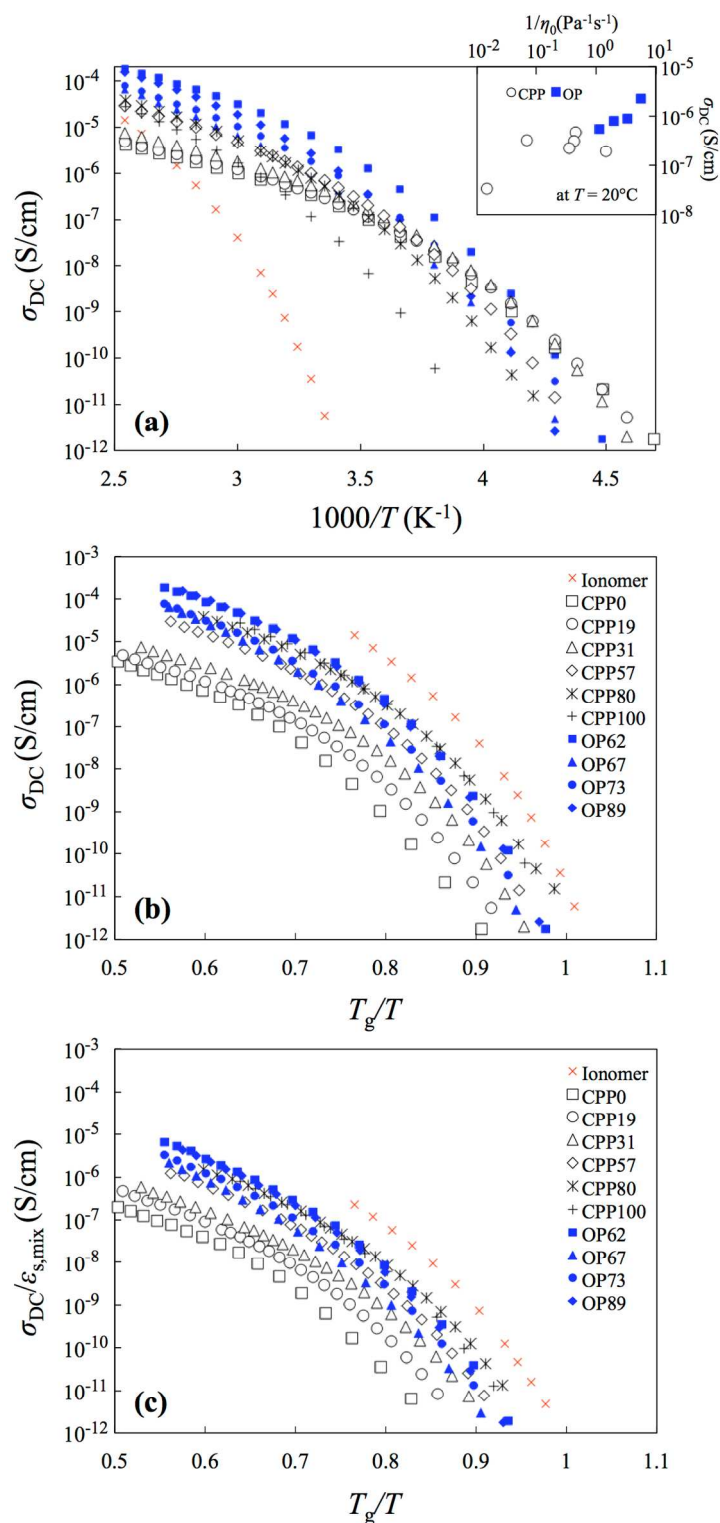 1/η₀(Pa⁻¹s⁻¹)
10⁻² 10⁻¹ 10⁰ 10¹
CPP OP
at T = 20°C
10⁻⁵
10⁻⁶
10⁻⁷
10⁻⁸
σDC (S/cm)
10⁻⁴
10⁻⁵
10⁻⁶
10⁻⁷
10⁻⁸
10⁻⁹
10⁻¹⁰
10⁻¹¹
10⁻¹²
σDC (S/cm)
(a)
2.5 3 3.5 4 4.5
1000/T (K⁻¹)
10⁻³
10⁻⁴
10⁻⁵
10⁻⁶
10⁻⁷
10⁻⁸
10⁻⁹
10⁻¹⁰
10⁻¹¹
10⁻¹²
σDC (S/cm)
Ionomer
CPP0
CPP19
CPP31
CPP57
CPP80
CPP100
OP62
OP67
OP73
OP89
(b)
0.5 0.6 0.7 0.8 0.9 1 1.1
Tg/T
10⁻³
10⁻⁴
10⁻⁵
10⁻⁶
10⁻⁷
10⁻⁸
10⁻⁹
10⁻¹⁰
10⁻¹¹
10⁻¹²
σDC/εs,mix (S/cm)
Ionomer
CPP0
CPP19
CPP31
CPP57
CPP80
CPP100
OP62
OP67
OP73
OP89
(c)
0.5 0.6 0.7 0.8 0.9 1 1.1
Tg/T